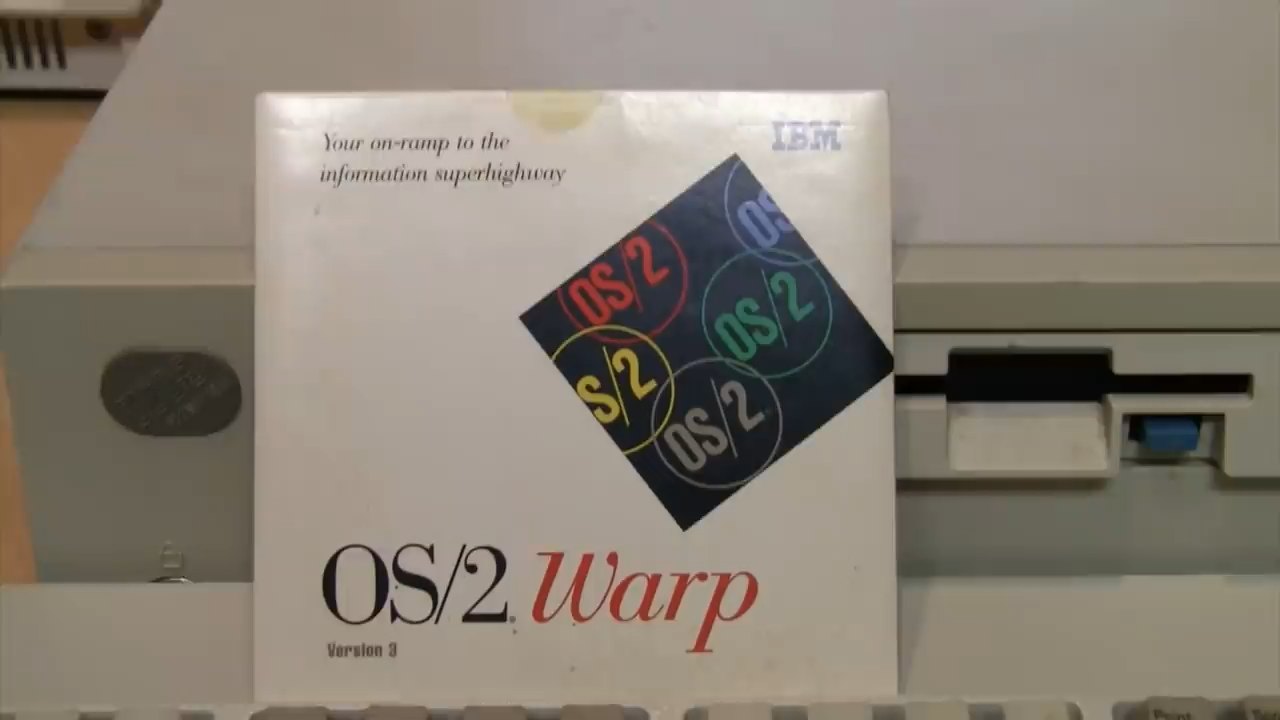 Your on-ramp to the
information superhighway
IBM
OS
OS/2
OS/2
S/2
OS/2
OS/2 Warp
Version 3
Print